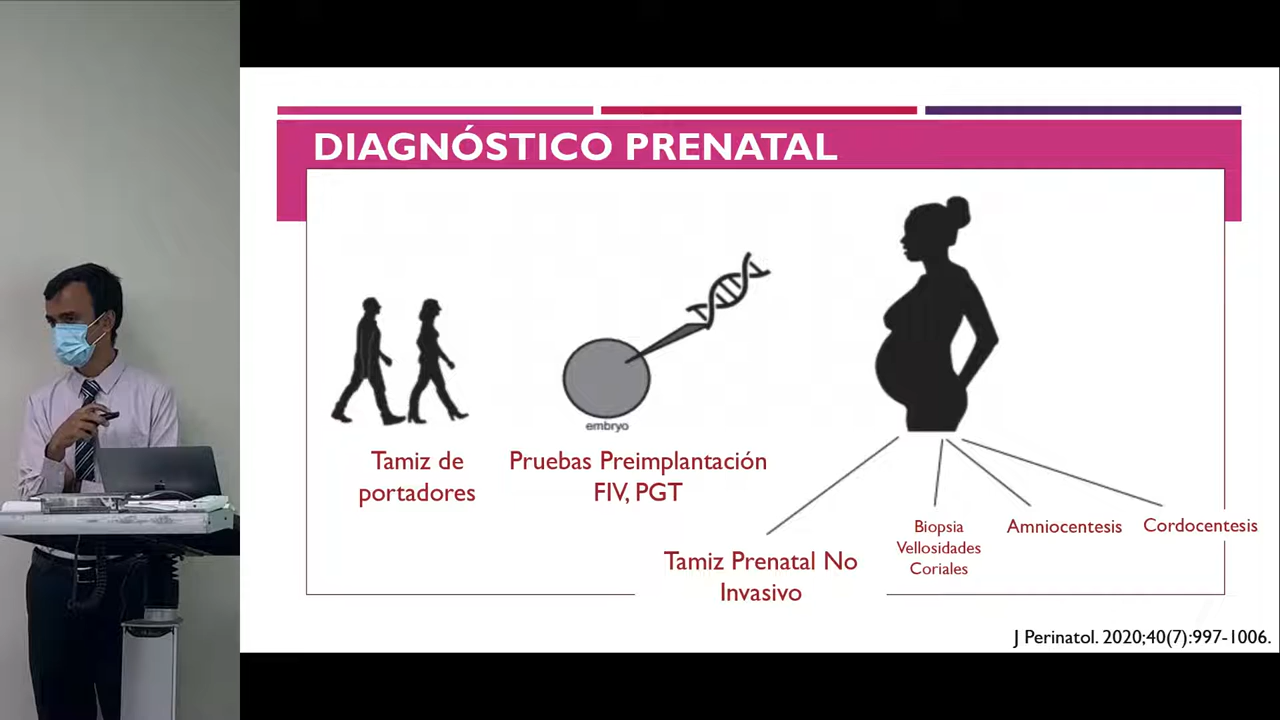 DIAGNÓSTICO PRENATAL
embryo
Tamiz de
portadores
Pruebas Preimplantación
FIV, PGT
Tamiz Prenatal No
Invasivo
Biopsia
Vellosidades
Coriales
Amniocentesis
Cordocentesis
J Perinatol. 2020;40(7):997-1006.